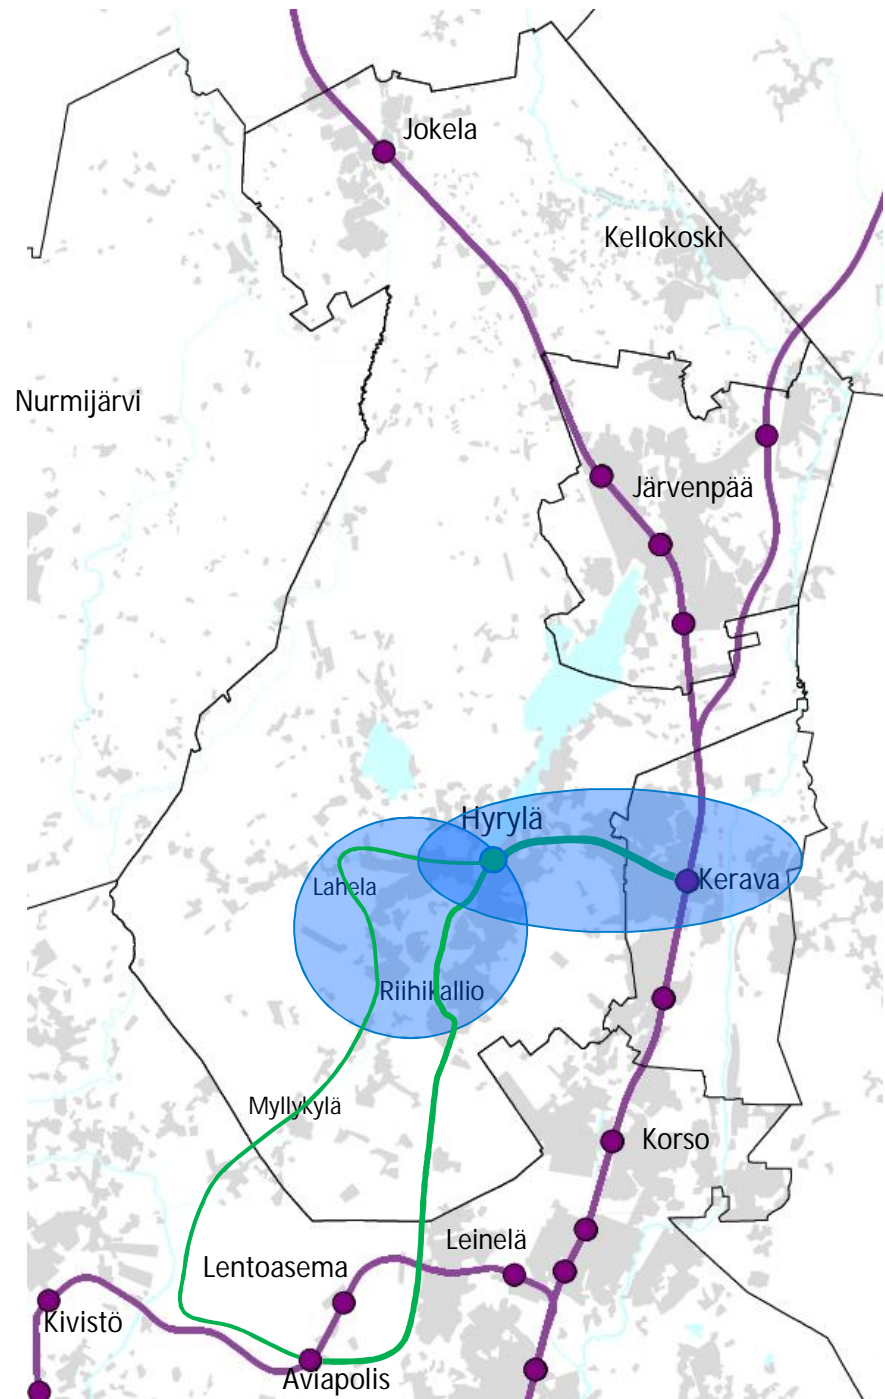 Jokela
Kellokoski
Nurmijärvi
Järvenpää
Hyrylä
Lahela
Kerava
Riihikallio
Myllykylä
Korso
Leinelä
Lentoasema
Kivistö
Aviapolis